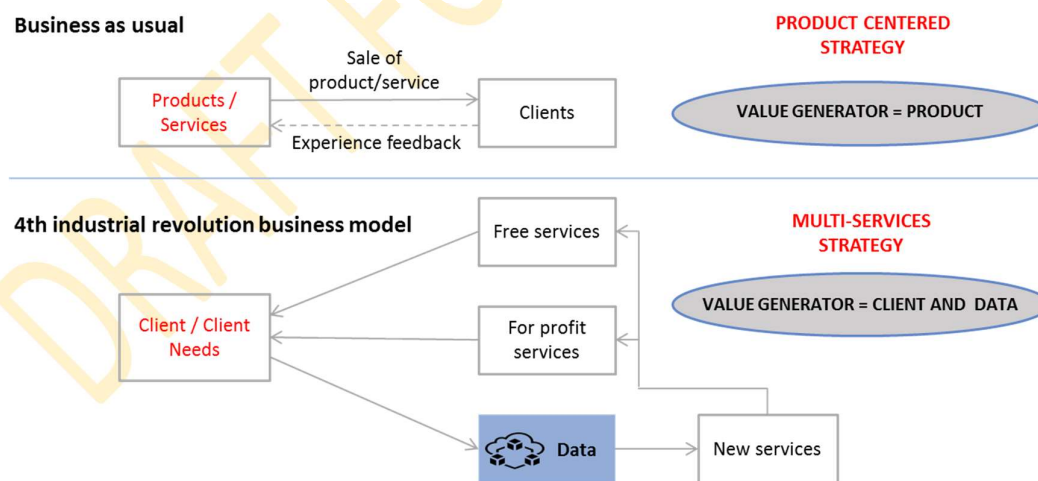 Business as usual
PRODUCT CENTERED
STRATEGY
Sale of
product/service
Products /
Services
Clients
VALUE GENERATOR = PRODUCT
Experience feedback
4th industrial revolution business model
MULTI-SERVICES
STRATEGY
Free services
VALUE GENERATOR = CLIENT AND DATA
Client / Client
Needs
For profit
services
Data
New services
DRAFT